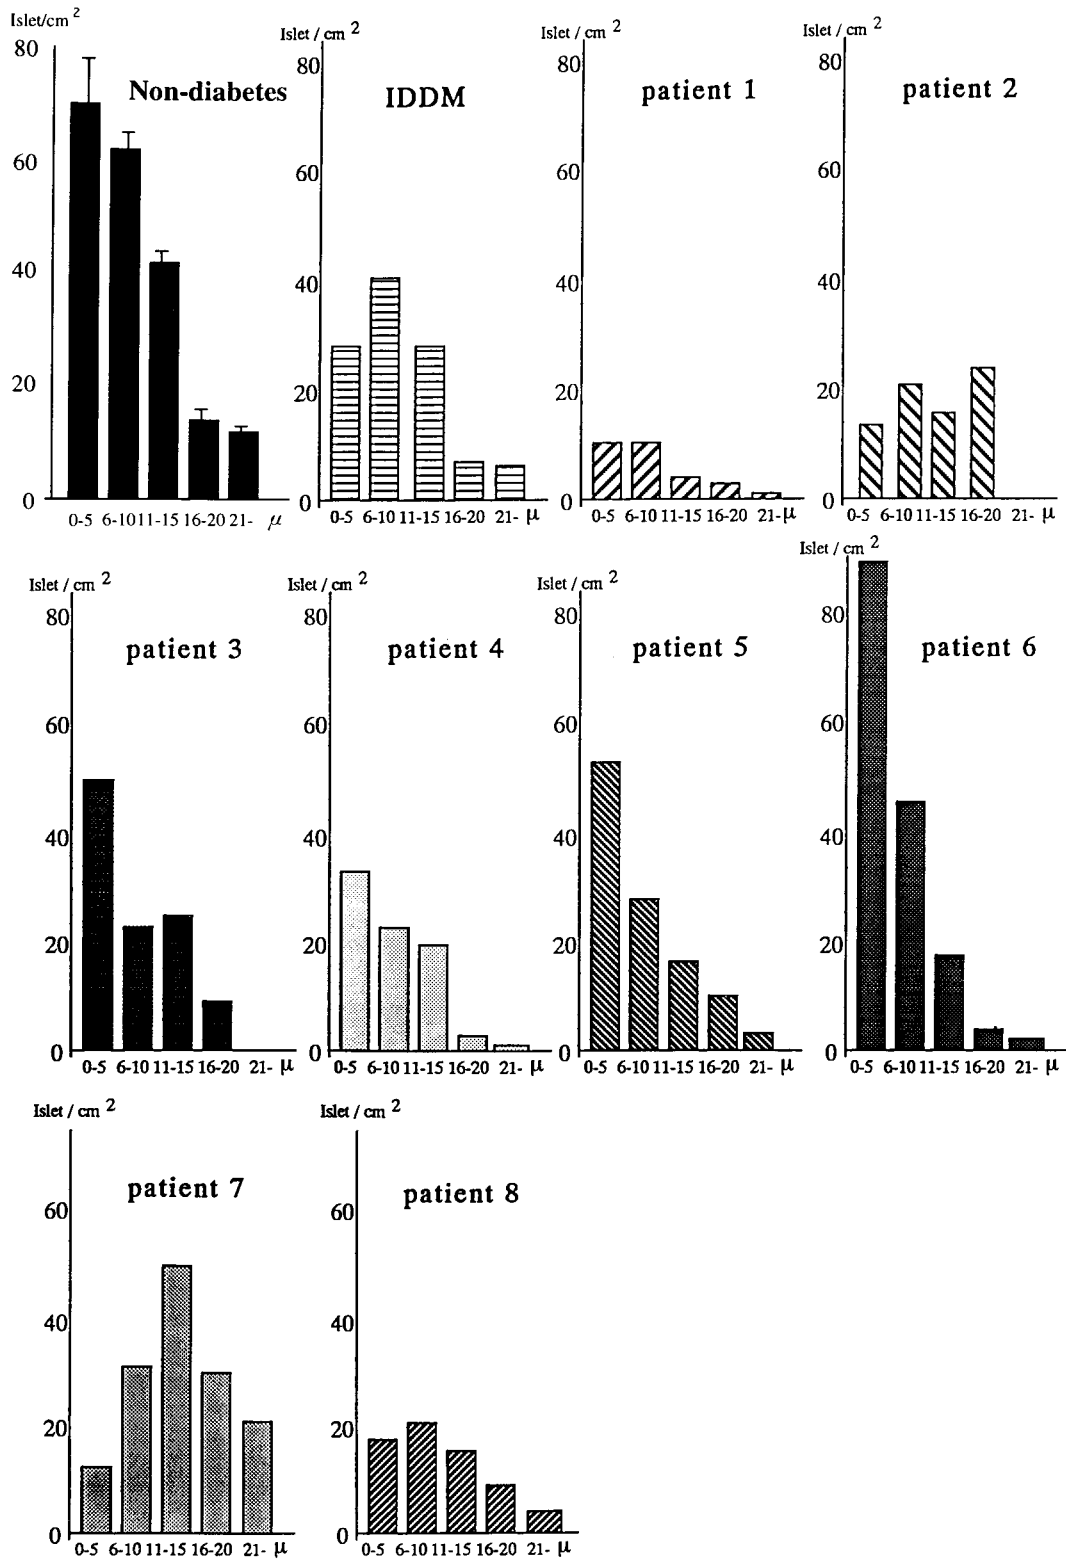 Islet/cm 2
80
60
40
20
0
Non-diabetes
0-5 6-10 11-15 16-20 21- μ
Islet / cm 2
80
60
40
20
0
IDDM
0-5 6-10 11-15 16-20 21- μ
Islet / cm 2
80
60
40
20
0
patient 1
0-5 6-10 11-15 16-20 21- μ
Islet / cm 2
80
60
40
20
0
patient 2
0-5 6-10 11-15 16-20 21- μ
Islet / cm 2
80
60
40
20
0
patient 3
0-5 6-10 11-15 16-20 21- μ
Islet / cm 2
80
60
40
20
0
patient 4
0-5 6-10 11-15 16-20 21- μ
Islet / cm 2
80
60
40
20
0
patient 5
0-5 6-10 11-15 16-20 21- μ
Islet / cm 2
80
60
40
20
0
patient 6
0-5 6-10 11-15 16-20 21- μ
Islet / cm 2
60
40
20
0
patient 7
0-5 6-10 11-15 16-20 21- μ
Islet / cm 2
60
40
20
0
patient 8
0-5 6-10 11-15 16-20 21- μ